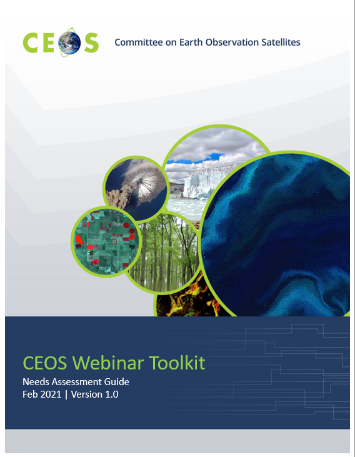 CEOS Committee on Earth Observation Satellites
CEOS Webinar Toolkit
Needs Assessment Guide
Feb 2021 | Version 1.0